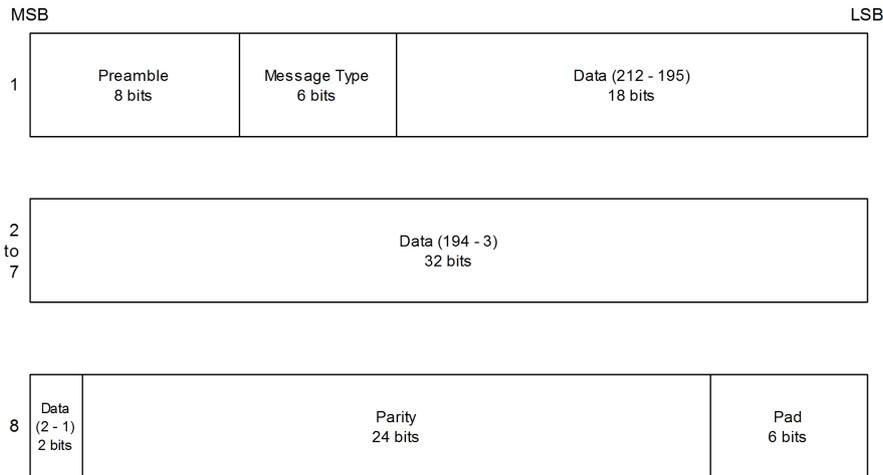 MSB
LSB
1
Preamble
8 bits
Message Type
6 bits
Data (212 - 195)
18 bits
2
to
7
Data (194 - 3)
32 bits
8
Data
(2 - 1)
2 bits
Parity
24 bits
Pad
6 bits